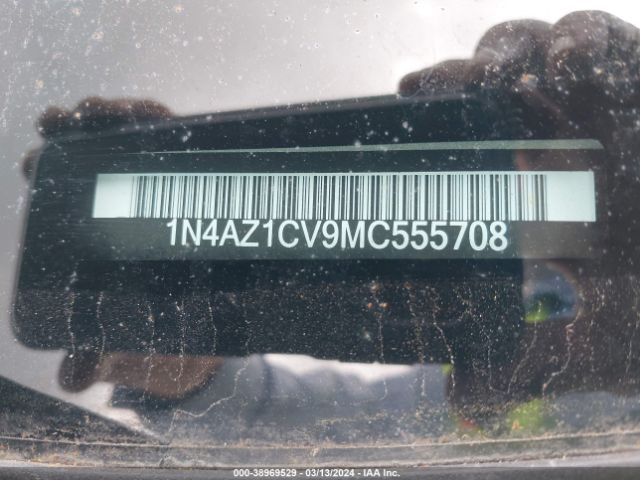 1N4AZ1CV9MC555708
000-38969529 - 03/13/2024 - IAA Inc.